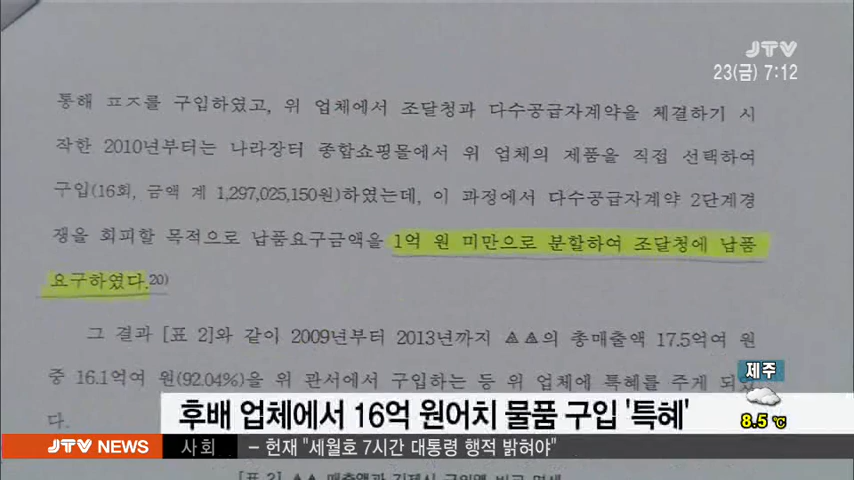 JTV
23(금) 7:12
통해 ㅍㅈ를 구입하였고, 위 업체에서 조달청과 다수공급자계약을 체결하기 시
작한 2010년부터는 나라장터 종합쇼핑몰에서 위 업체의 제품을 직접 선택하여
구입(16회, 금액 계 1,297,025,150원)하였는데, 이 과정에서 다수공급자계약 2단계경
쟁을 회피할 목적으로 납품요구금액을 1억 원 미만으로 분할하여 조달청에 납품
요구하였다.20)
그 결과 [표 2]와 같이 2009년부터 2013년까지 ▲▲의 총매출액 17.5억여 원
중 16.1억여 원(92.04%)을 위 관서에서 구입하는 등 위 업체에 특혜를 주게 되었
다.
제주
8.5℃
후배 업체에서 16억 원어치 물품 구입 '특혜'
JTV NEWS 사회 – 헌재 "세월호 7시간 대통령 행적 밝혀야"